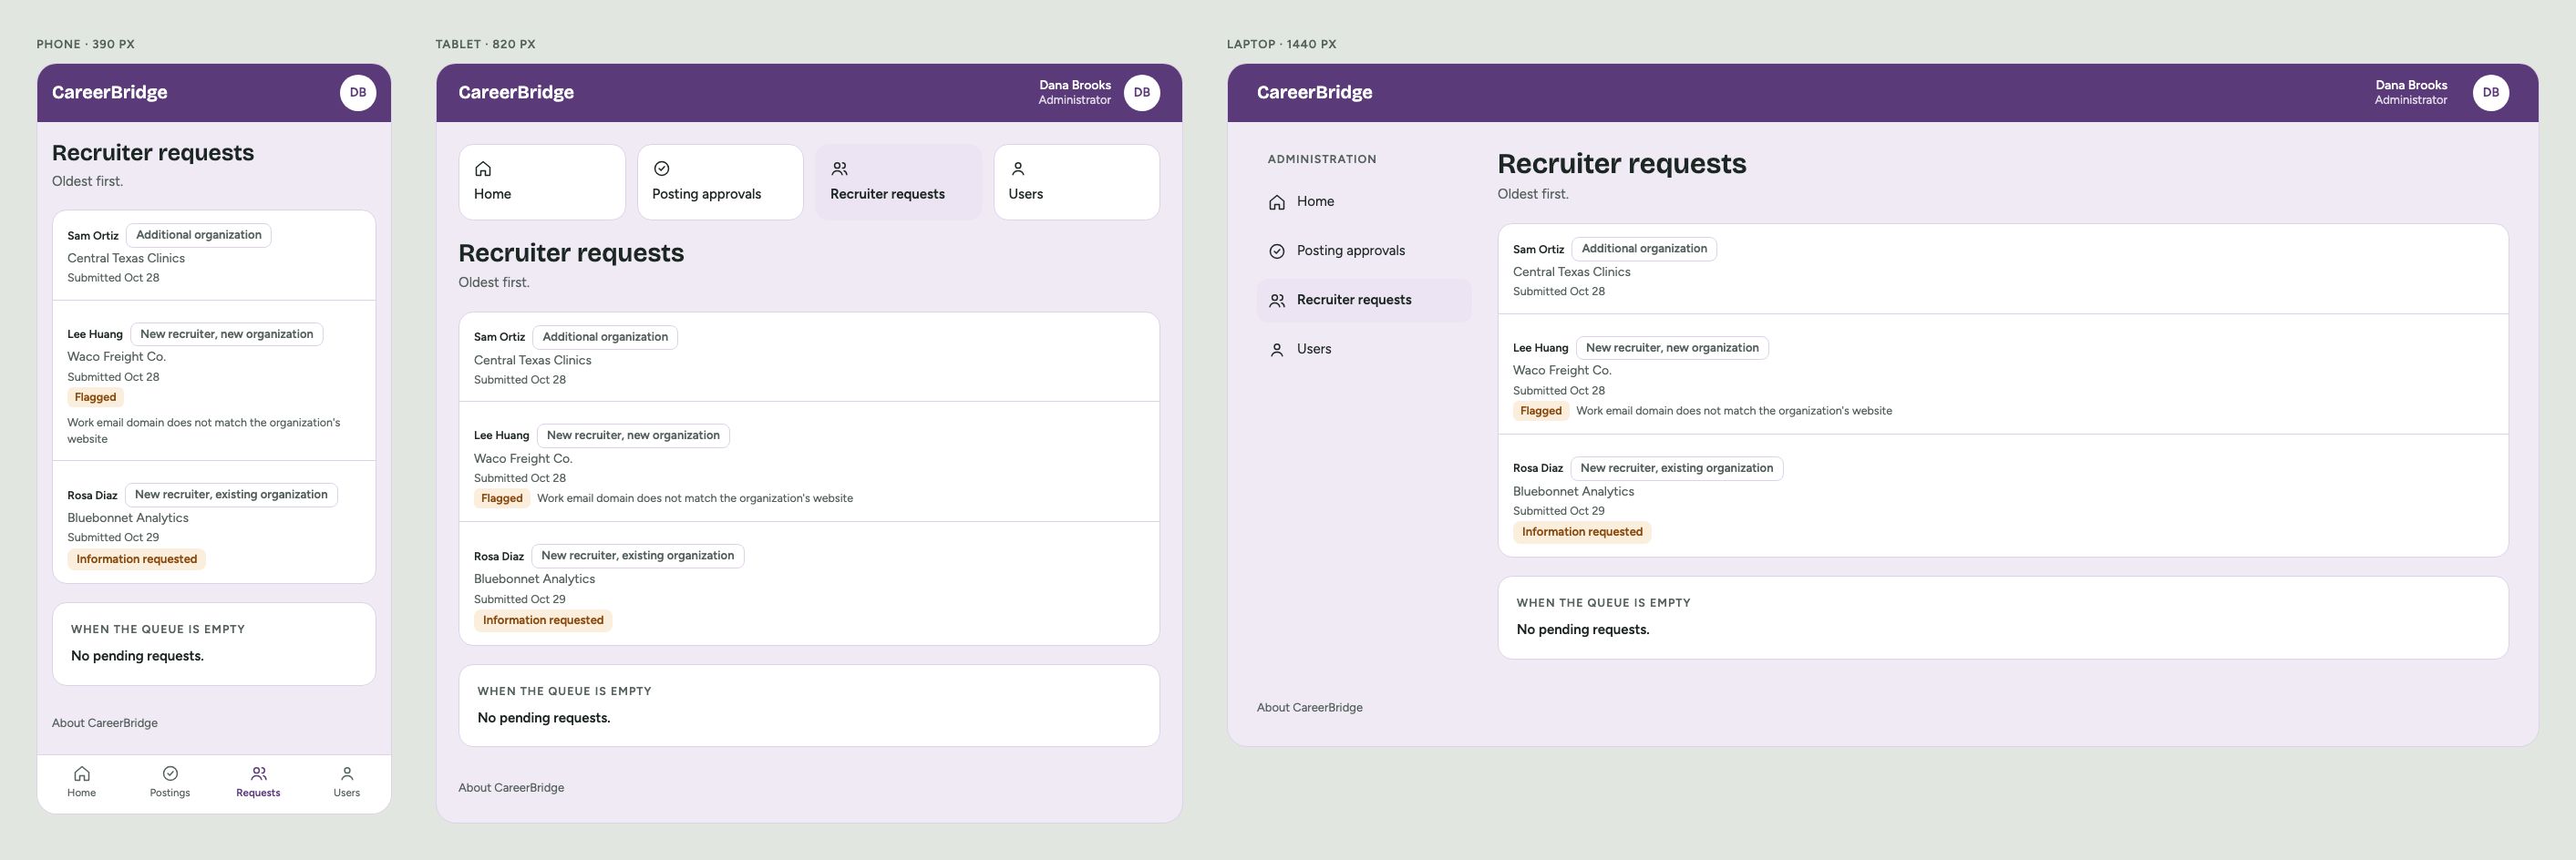 PHONE · 390 PX
CareerBridge
DB
Recruiter requests
Oldest first.
Sam Ortiz Additional organization
Central Texas Clinics
Submitted Oct 28
Lee Huang New recruiter, new organization
Waco Freight Co.
Submitted Oct 28
Flagged
Work email domain does not match the organization's
website
Rosa Diaz New recruiter, existing organization
Bluebonnet Analytics
Submitted Oct 29
Information requested
WHEN THE QUEUE IS EMPTY
No pending requests.
About CareerBridge
Home Postings Requests Users
TABLET · 820 PX
CareerBridge
Dana Brooks
Administrator
DB
Home Posting approvals Recruiter requests Users
Recruiter requests
Oldest first.
Sam Ortiz Additional organization
Central Texas Clinics
Submitted Oct 28
Lee Huang New recruiter, new organization
Waco Freight Co.
Submitted Oct 28
Flagged Work email domain does not match the organization's website
Rosa Diaz New recruiter, existing organization
Bluebonnet Analytics
Submitted Oct 29
Information requested
WHEN THE QUEUE IS EMPTY
No pending requests.
About CareerBridge
LAPTOP · 1440 PX
CareerBridge
Dana Brooks
Administrator
DB
ADMINISTRATION
Home
Posting approvals
Recruiter requests
Users
Recruiter requests
Oldest first.
Sam Ortiz Additional organization
Central Texas Clinics
Submitted Oct 28
Lee Huang New recruiter, new organization
Waco Freight Co.
Submitted Oct 28
Flagged Work email domain does not match the organization's website
Rosa Diaz New recruiter, existing organization
Bluebonnet Analytics
Submitted Oct 29
Information requested
WHEN THE QUEUE IS EMPTY
No pending requests.
About CareerBridge